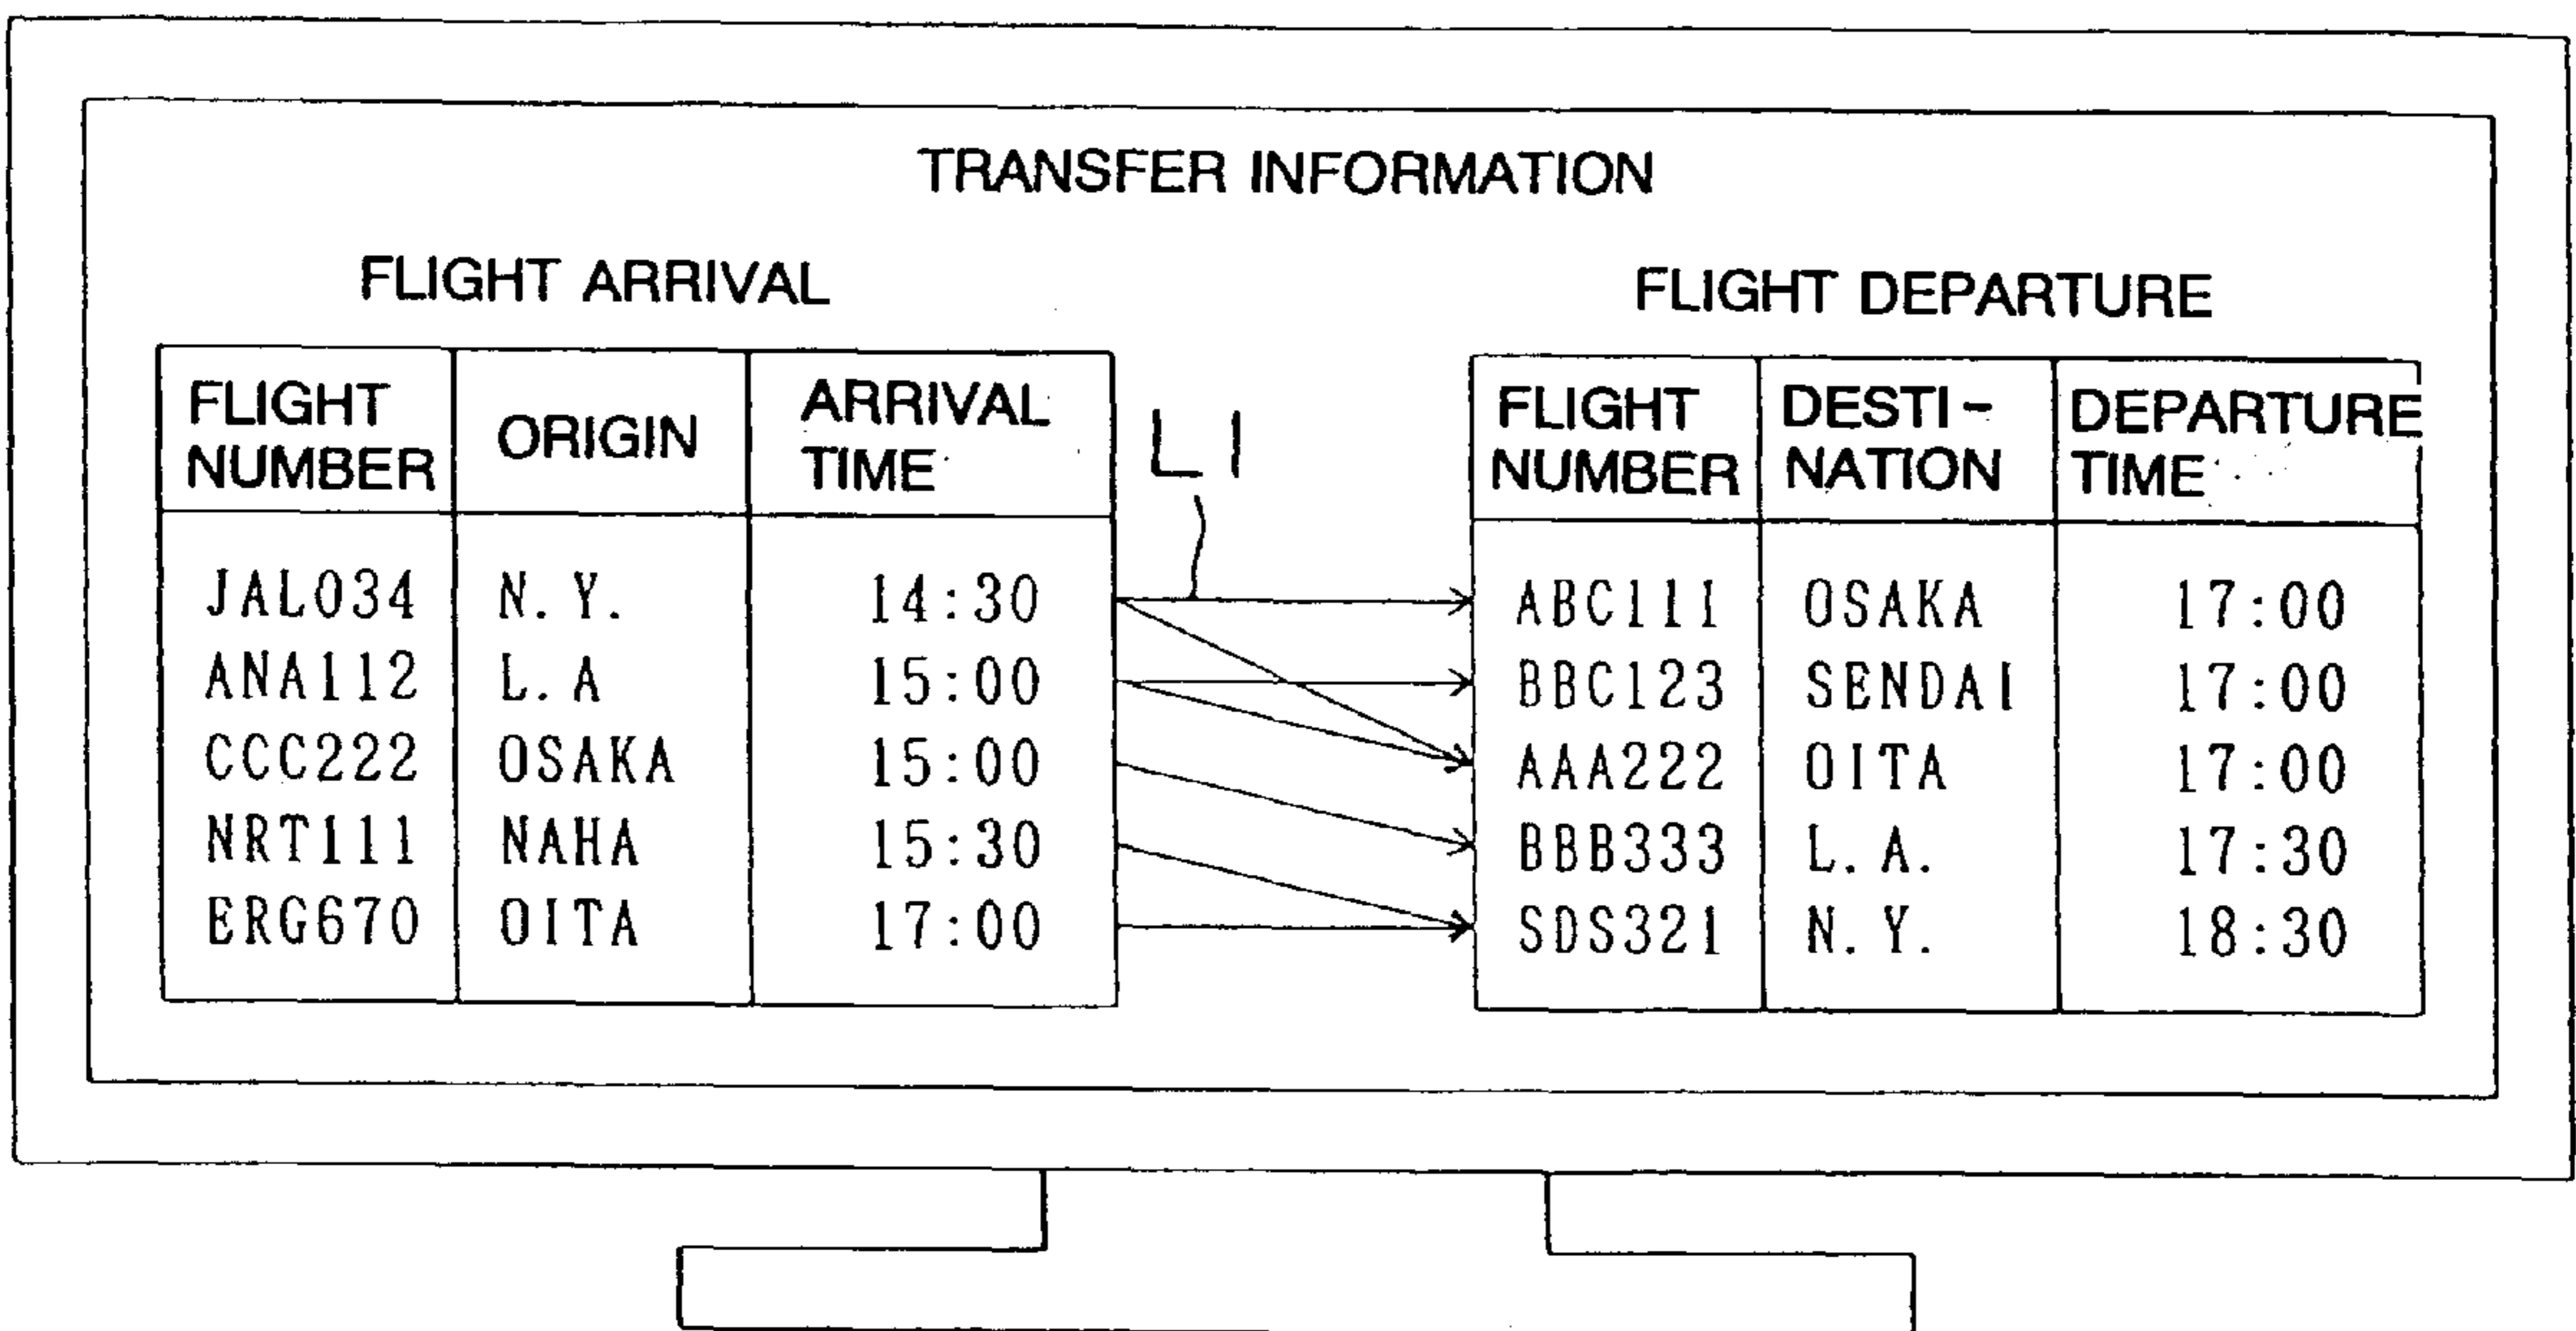 TRANSFER INFORMATION
FLIGHT ARRIVAL
FLIGHT NUMBER ORIGIN ARRIVAL TIME
JAL034 N.Y. 14:30
ANA112 L.A 15:00
CCC222 OSAKA 15:00
NRT111 NAHA 15:30
ERG670 OITA 17:00
L1
FLIGHT DEPARTURE
FLIGHT NUMBER DESTI-NATION DEPARTURE TIME
ABC111 OSAKA 17:00
BBC123 SENDAI 17:00
AAA222 OITA 17:00
BBB333 L.A. 17:30
SDS321 N.Y. 18:30